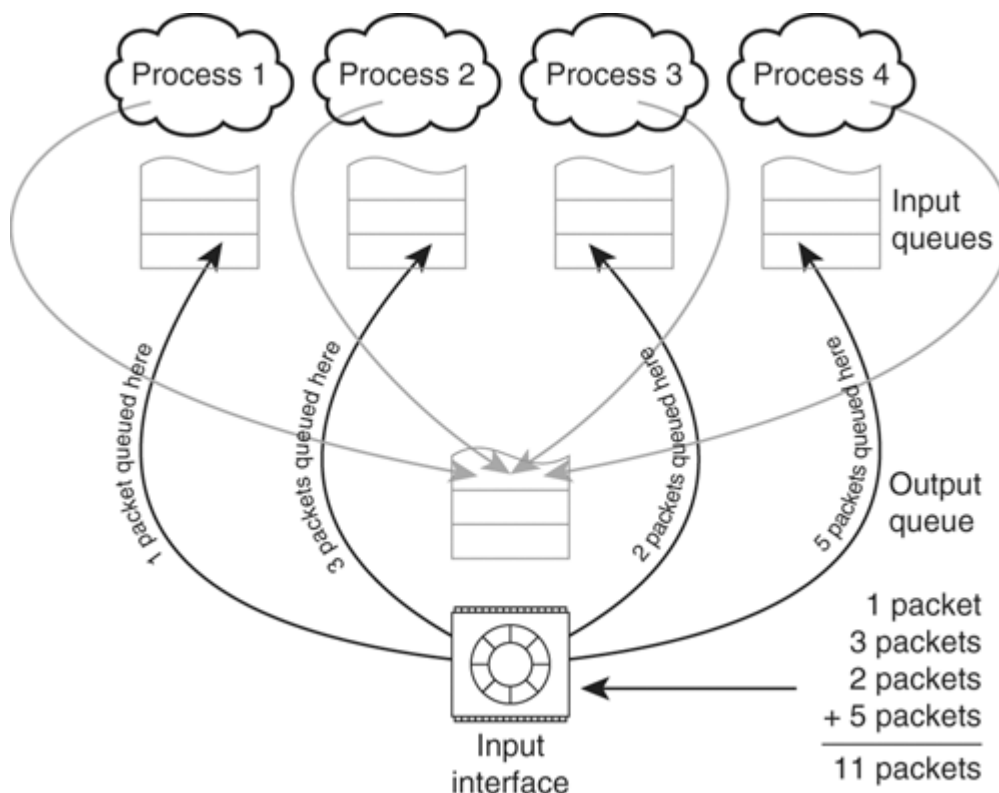 Process 1
Process 2
Process 3
Process 4
Input
queues
1 packet queued here
3 packets queued here
2 packets queued here
5 packets queued here
Output
queue
1 packet
3 packets
2 packets
+ 5 packets
11 packets
Input
interface